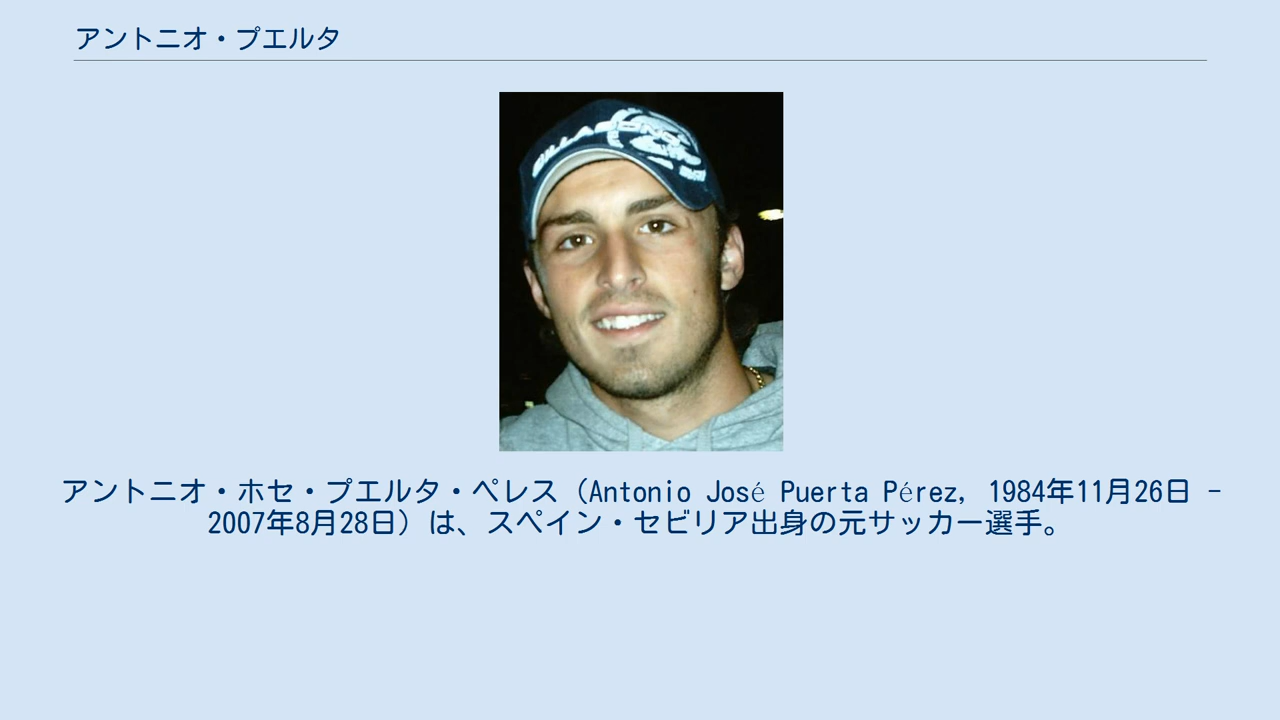 アントニオ・プエルタ
BILLABONG
アントニオ・ホセ・プエルタ・ペレス（Antonio José Puerta Pérez, 1984年11月26日 -
2007年8月28日）は、スペイン・セビリア出身の元サッカー選手。